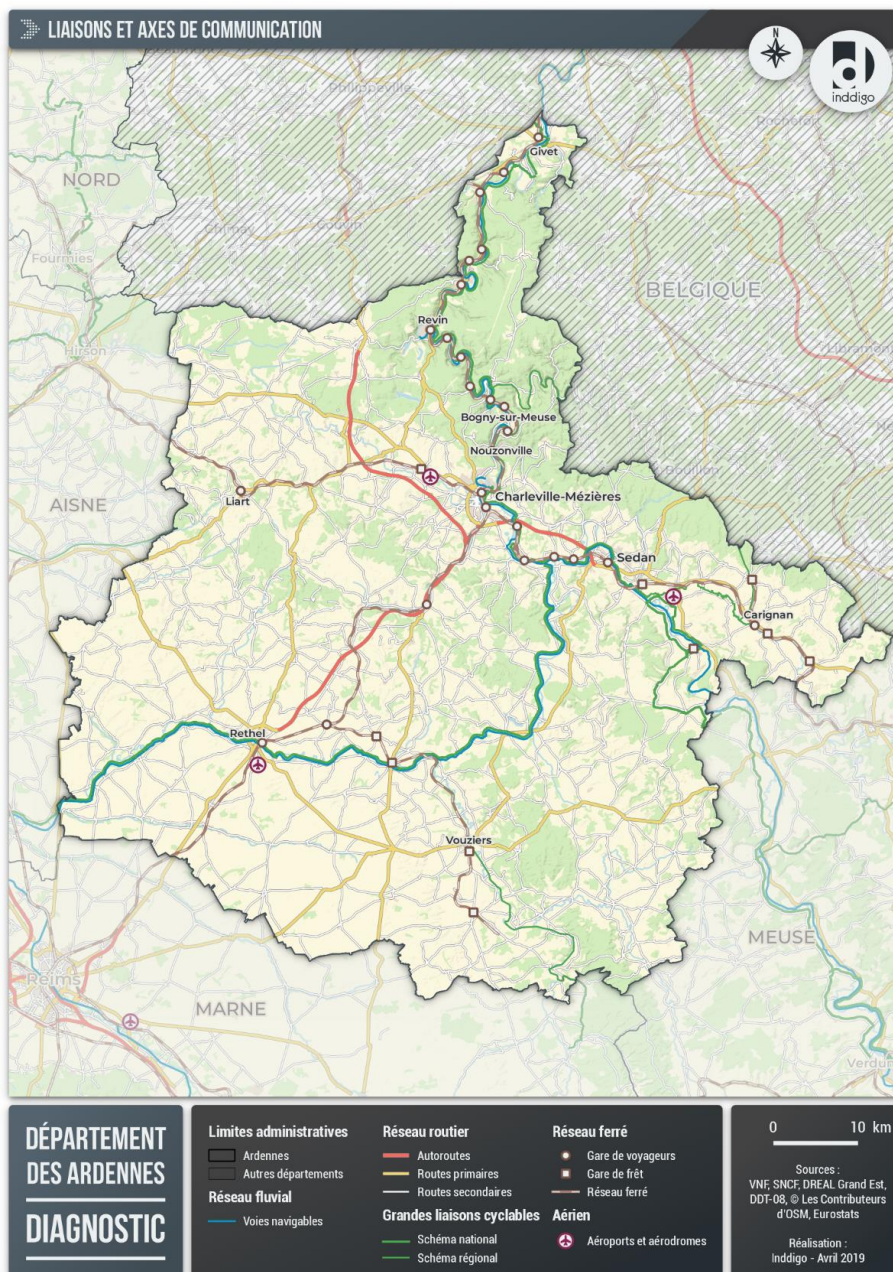 LIAISONS ET AXES DE COMMUNICATION
N
inddigo
Philippeville
Rochefort
Givet
NORD
Chimay
Couvin
Fourmies
BELGIQUE
Revin
Hirson
Libramont
Bogny-sur-Meuse
Nouzonville
Bouillon
Charleville-Mézières
Liart
AISNE
Sedan
Carignan
Rethel
Vouziers
MEUSE
Reims
MARNE
Verdun
DÉPARTEMENT
DES ARDENNES
DIAGNOSTIC
Limites administratives
Ardennes
Autres départements
Réseau fluvial
Voies navigables
Réseau routier
Autoroutes
Routes primaires
Routes secondaires
Grandes liaisons cyclables
Schéma national
Schéma régional
Réseau ferré
Gare de voyageurs
Gare de frêt
Réseau ferré
Aérien
Aéroports et aérodromes
0 10 km
Sources :
VNF, SNCF, DREAL Grand Est,
DDT-08, © Les Contributeurs
d'OSM, Eurostats
Réalisation :
Inddigo - Avril 2019